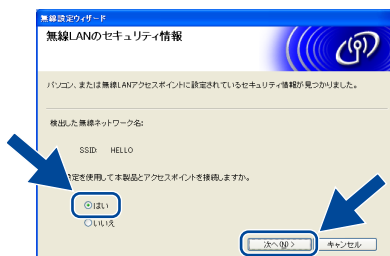 無線設定ウィザード
無線LANのセキュリティ情報
パソコン、または無線LANアクセスポイントに設定されているセキュリティ情報が見つかりました。
検出した無線ネットワーク名:
SSID: HELLO
定を使用して本製品とアクセスポイントを接続しますか。
はい
いいえ
次へ(N) >
キャンセル